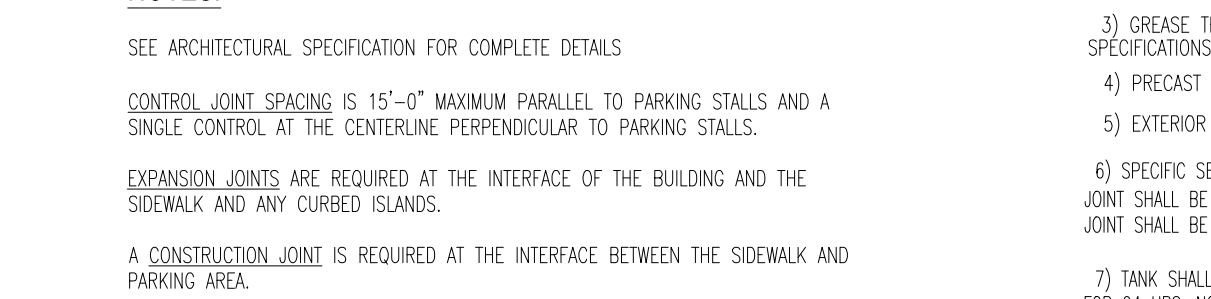 SEE ARCHITECTURAL SPECIFICATION FOR COMPLETE DETAILS
CONTROL JOINT SPACING IS 15'-0" MAXIMUM PARALLEL TO PARKING STALLS AND A
SINGLE CONTROL AT THE CENTERLINE PERPENDICULAR TO PARKING STALLS.
EXPANSION JOINTS ARE REQUIRED AT THE INTERFACE OF THE BUILDING AND THE
SIDEWALK AND ANY CURBED ISLANDS.
A CONSTRUCTION JOINT IS REQUIRED AT THE INTERFACE BETWEEN THE SIDEWALK AND
PARKING AREA.
3) GREASE
SPECIFICATIONS
4) PRECAST
5) EXTERIOR
6) SPECIFIC
JOINT SHALL BE
JOINT SHALL BE
7) TANK SHALL